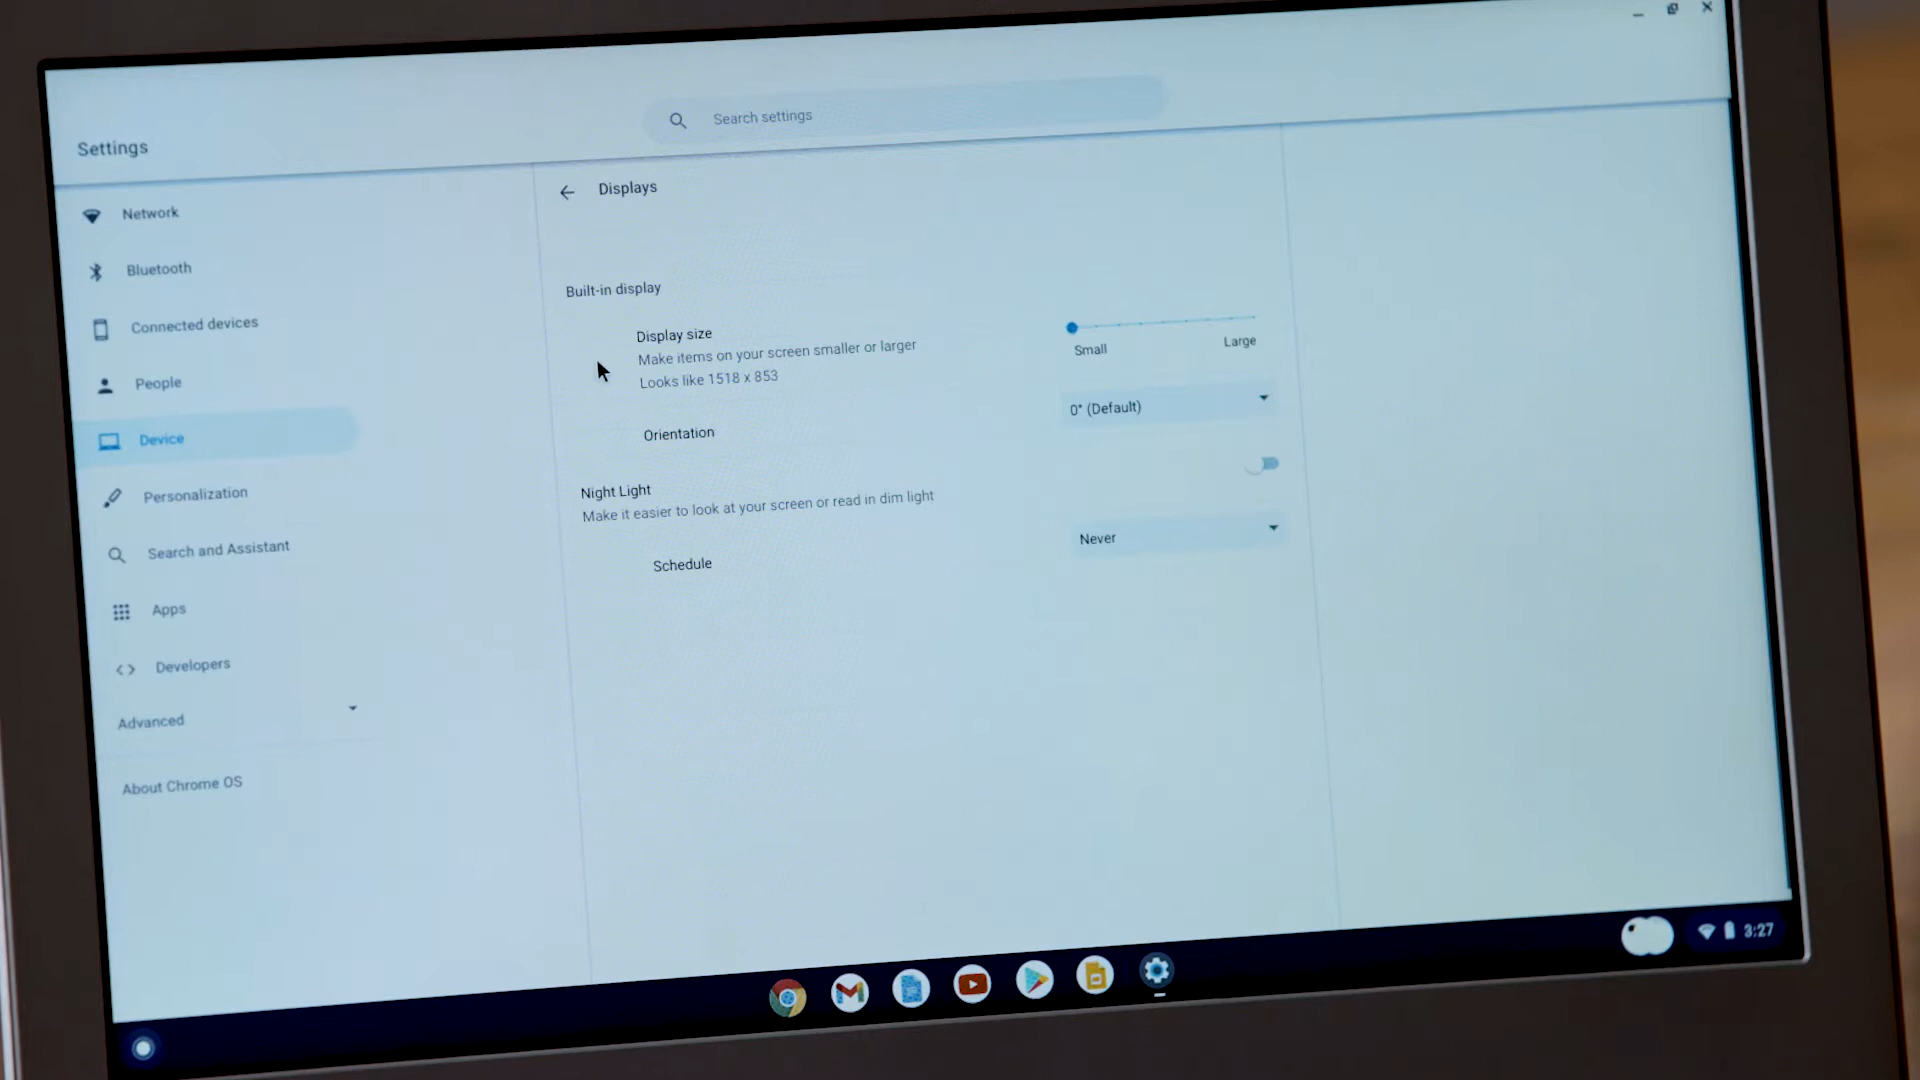 Settings
Search settings
Network
Bluetooth
Connected devices
People
Device
Personalization
Search and Assistant
Apps
Developers
Advanced
About Chrome OS
Displays
Built-in display
Display size
Make items on your screen smaller or larger
Looks like 1518 x 853
Small
Large
Orientation
0° (Default)
Night Light
Make it easier to look at your screen or read in dim light
Schedule
Never
3:27